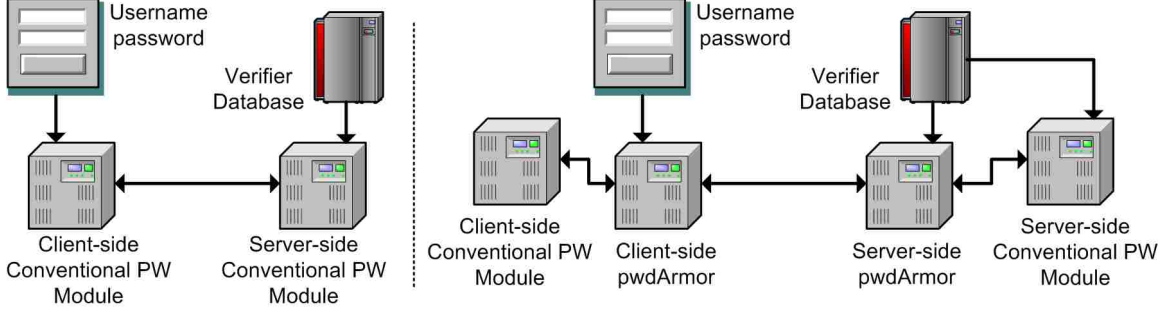 Username
password
Verifier
Database
Client-side
Conventional PW
Module
Server-side
Conventional PW
Module
Username
password
Verifier
Database
Client-side
Conventional PW
Module
Client-side
pwdArmor
Server-side
pwdArmor
Server-side
Conventional PW
Module